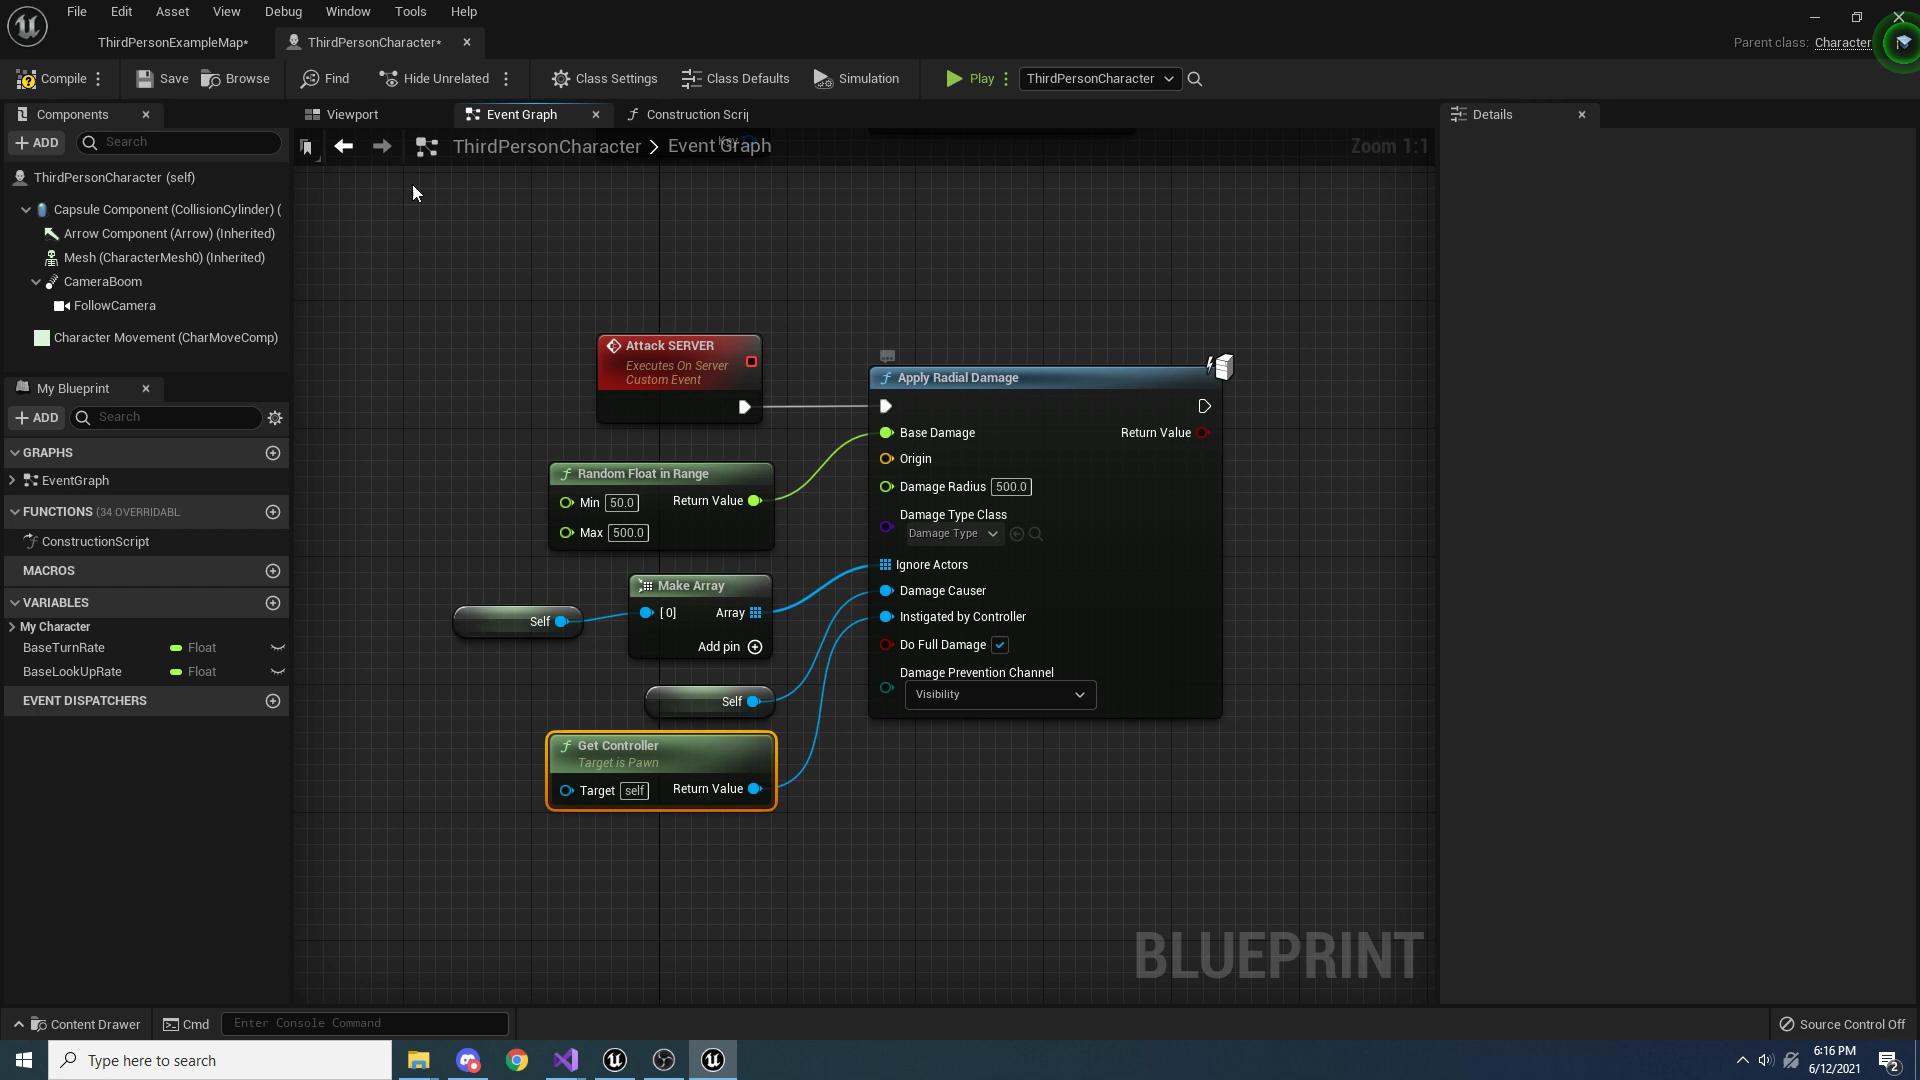 File Edit Asset View Debug Window Tools Help
ThirdPersonExampleMap*
ThirdPersonCharacter*
Parent class: Character
Compile
Save
Browse
Find
Hide Unrelated
Class Settings
Class Defaults
Simulation
Play
ThirdPersonCharacter
Components
Viewport
Event Graph
Construction Scrip
Details
ADD
Search
ThirdPersonCharacter > Event Graph
Key
Zoom 1:1
ThirdPersonCharacter (self)
Capsule Component (CollisionCylinder) (
Arrow Component (Arrow) (Inherited)
Mesh (CharacterMesh0) (Inherited)
CameraBoom
FollowCamera
Character Movement (CharMoveComp)
My Blueprint
ADD
Search
GRAPHS
EventGraph
FUNCTIONS (34 OVERRIDABL
ConstructionScript
MACROS
VARIABLES
My Character
BaseTurnRate Float
BaseLookUpRate Float
EVENT DISPATCHERS
Attack SERVER
Executes On Server
Custom Event
Random Float in Range
Min 50.0 Return Value
Max 500.0
Make Array
Self
[0] Array
Add pin
Self
Get Controller
Target is Pawn
Target self Return Value
Apply Radial Damage
Base Damage Return Value
Origin
Damage Radius 500.0
Damage Type Class
Damage Type
Ignore Actors
Damage Causer
Instigated by Controller
Do Full Damage
Damage Prevention Channel
Visibility
BLUEPRINT
Content Drawer
Cmd
Enter Console Command
Source Control Off
Type here to search
6:16 PM
6/12/2021
2